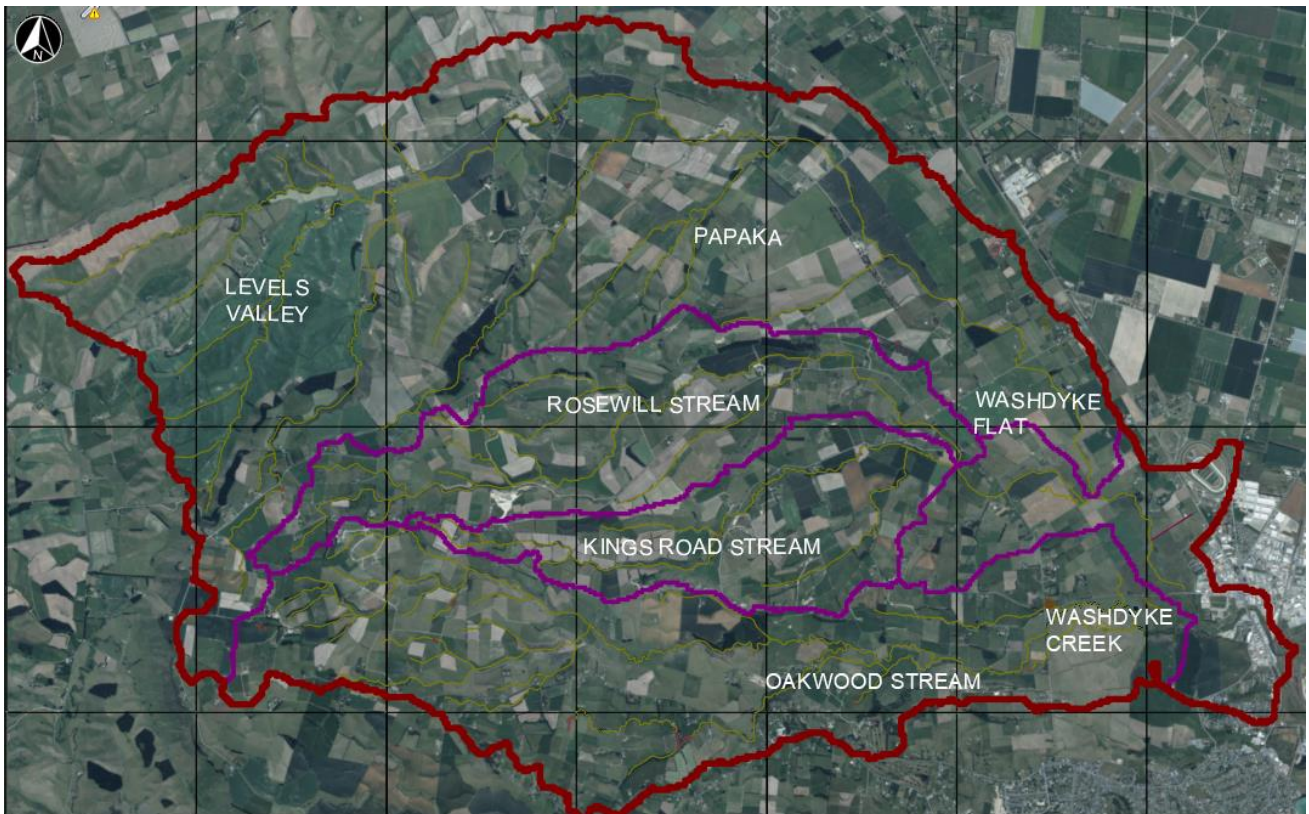 N
PAPAKA
LEVELS
VALLEY
ROSEWILL STREAM
WASHDYKE
FLAT
KINGS ROAD STREAM
WASHDYKE
CREEK
OAKWOOD STREAM